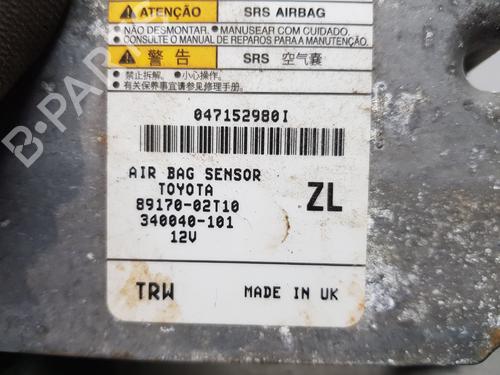 ATENÇÃO SRS AIRBAG
●NÃO DESMONTAR. ●MANUSEAR COM CUIDADO.
●CONSULTE O MANUAL DE REPAROS PARA A MANUTENÇÃO.
警告 SRS 空气囊
●禁止拆解。 ●小心操作。
●有关保养事宜请参见修理手册
047152980I
AIR BAG SENSOR
TOYOTA
89170-02T10
340040-101
12V
ZL
TRW MADE IN UK